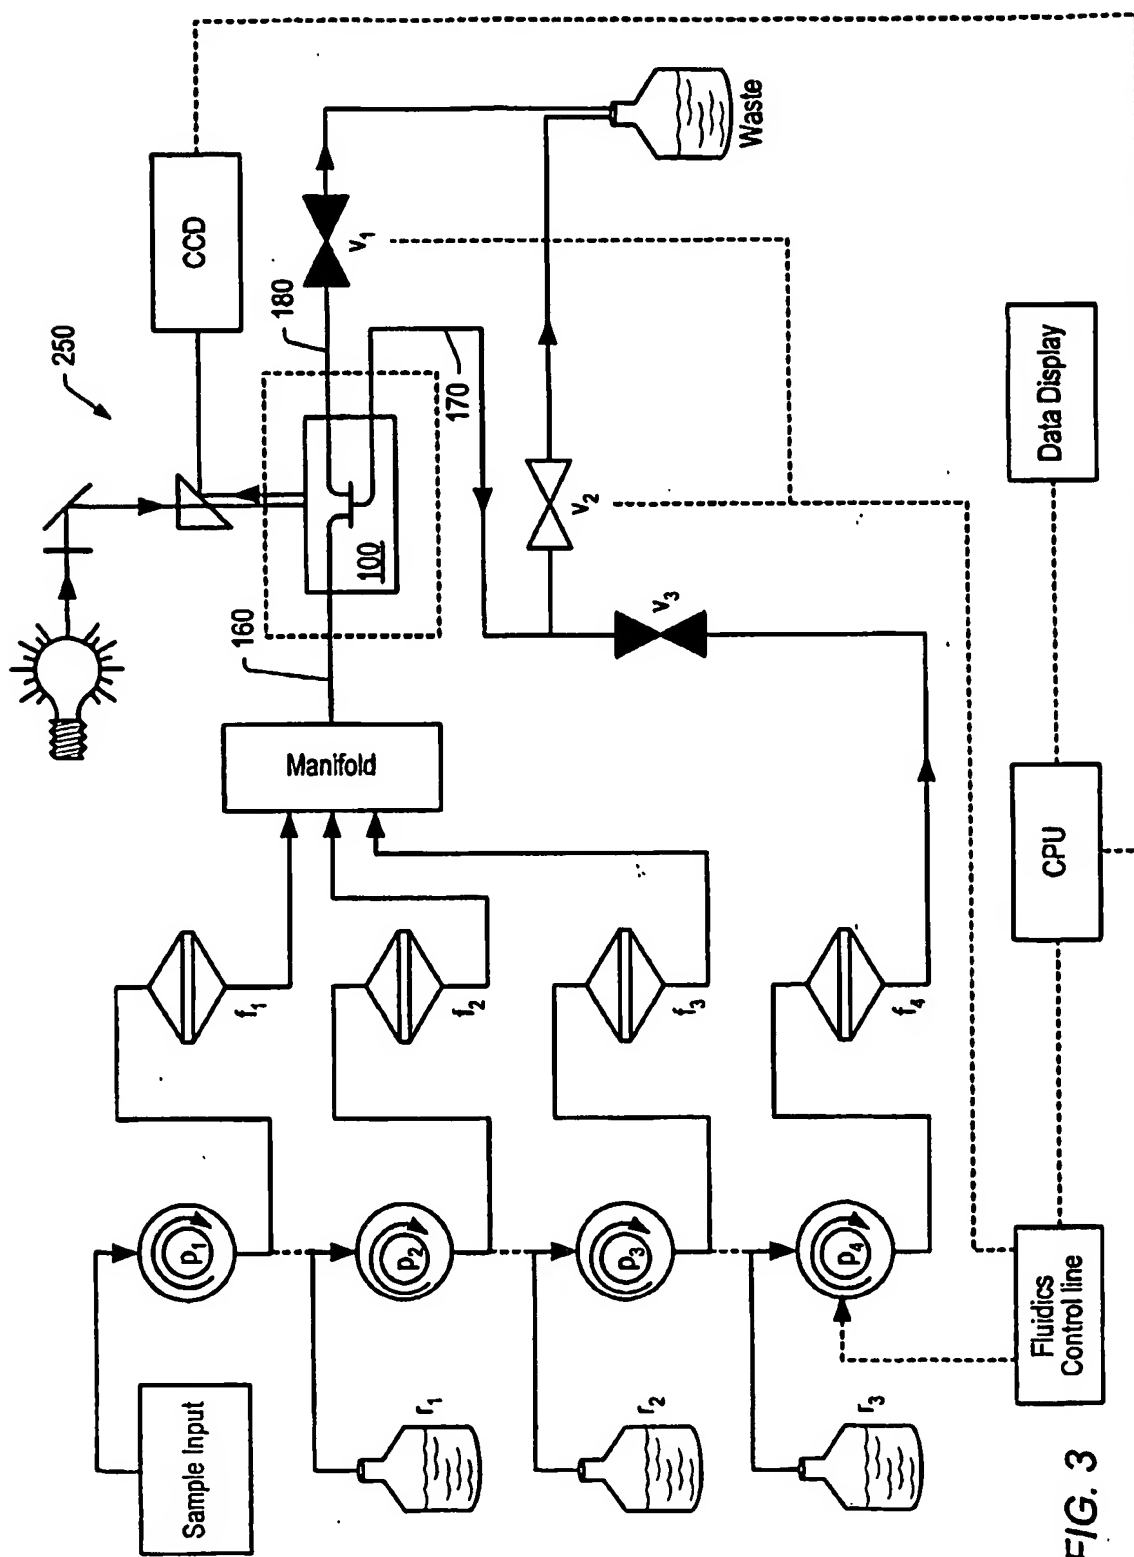 250
CCD
Waste
V1
180
170
100
160
V2
V3
Manifold
Data Display
CPU
f1
f2
f3
f4
p1
p2
p3
p4
Sample Input
r1
r2
r3
Fluidics
Control line
FIG. 3